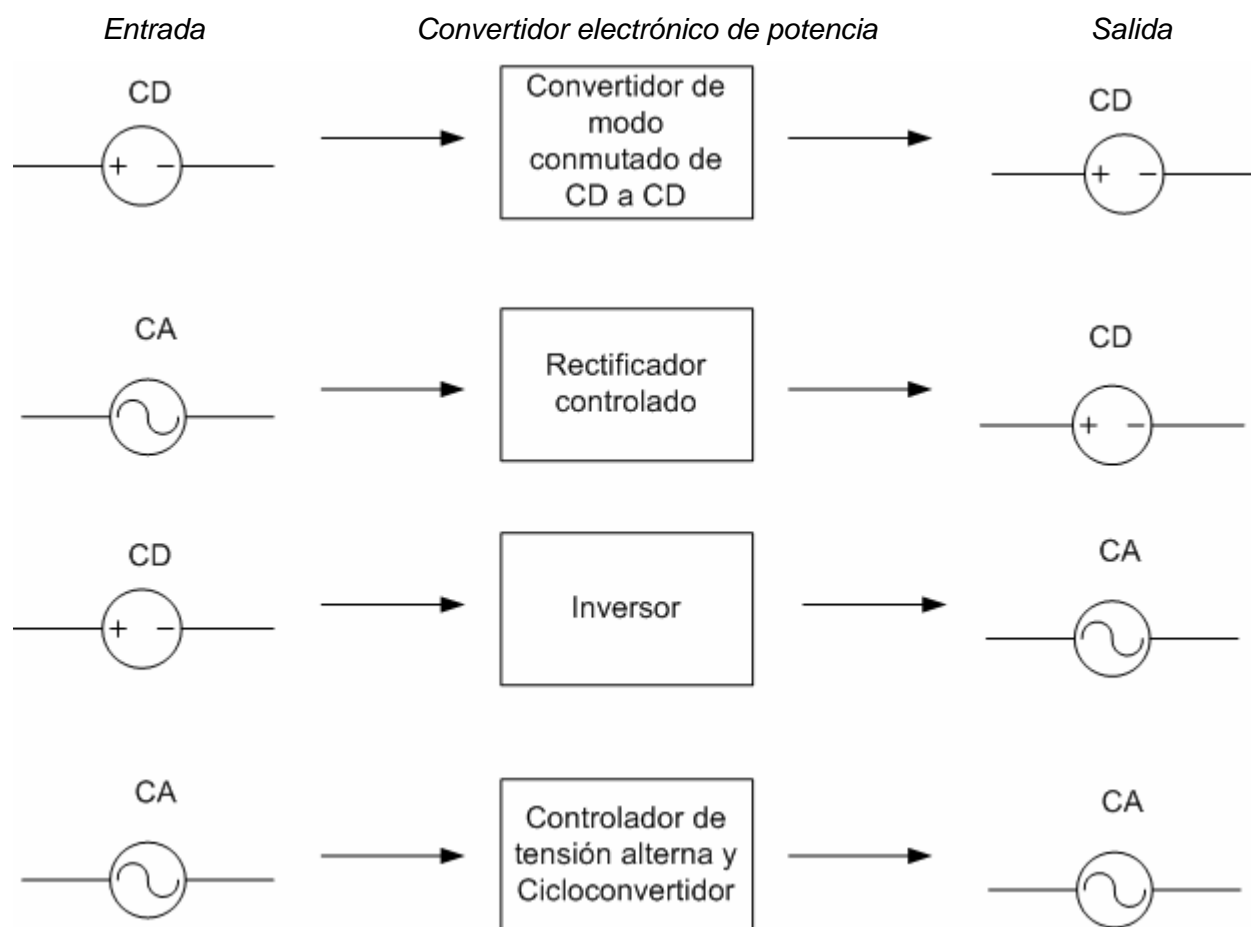 Entrada
Convertidor electrónico de potencia
Salida
CD
Convertidor de
modo
conmutado de
CD a CD
CD
+ −
+ −
CA
Rectificador
controlado
CD
+ −
CD
Inversor
CA
+ −
CA
Controlador de
tensión alterna y
Cicloconvertidor
CA